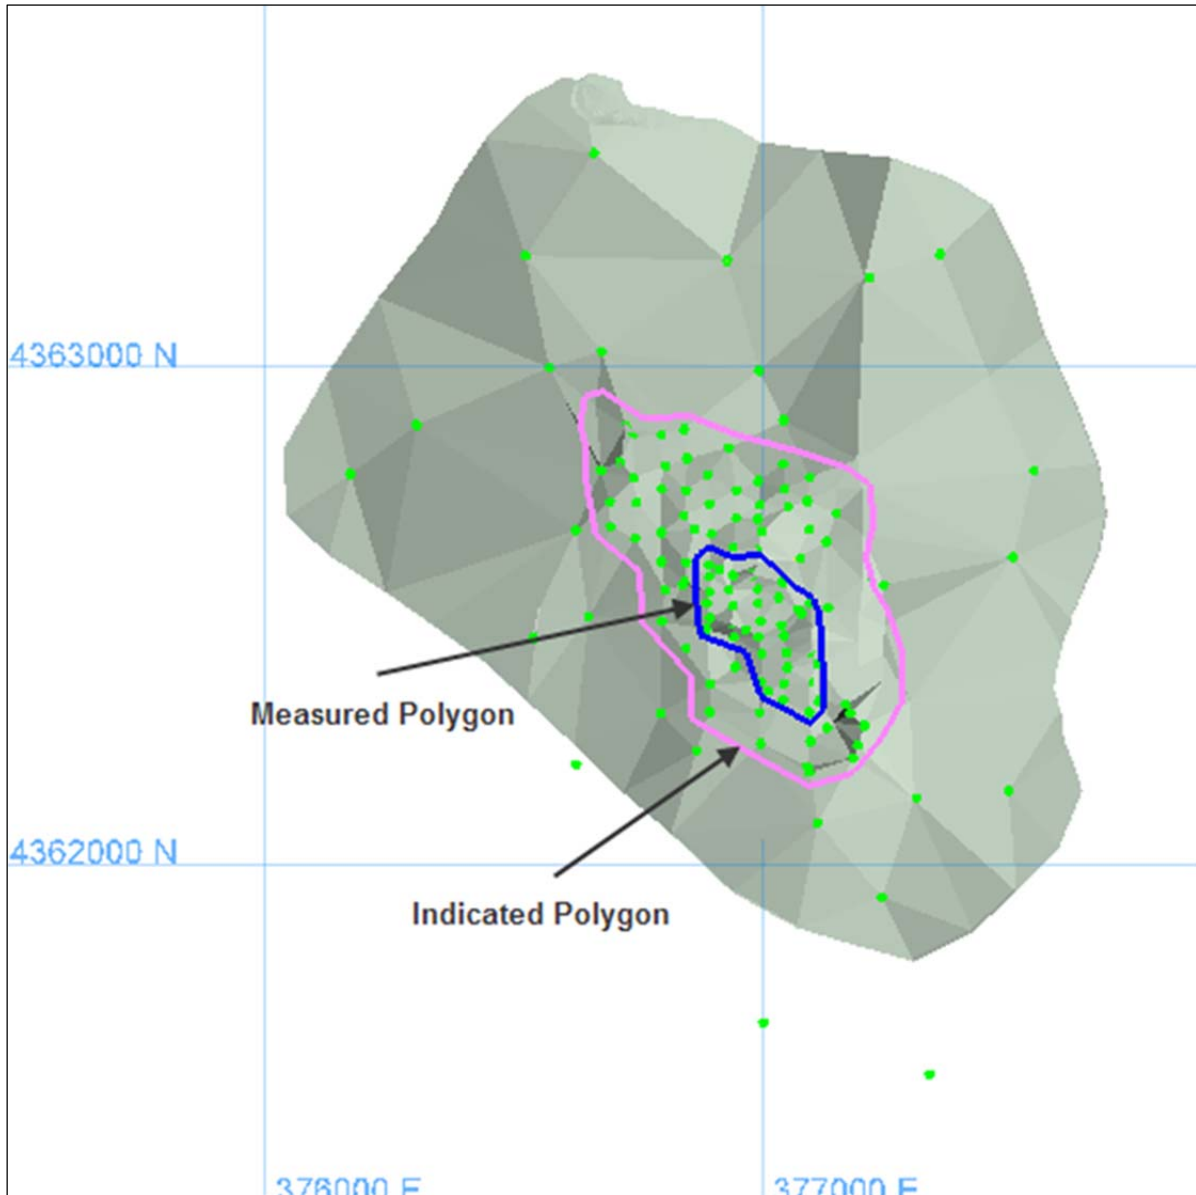 4363000 N
Measured Polygon
4362000 N
Indicated Polygon
376000 E
377000 E